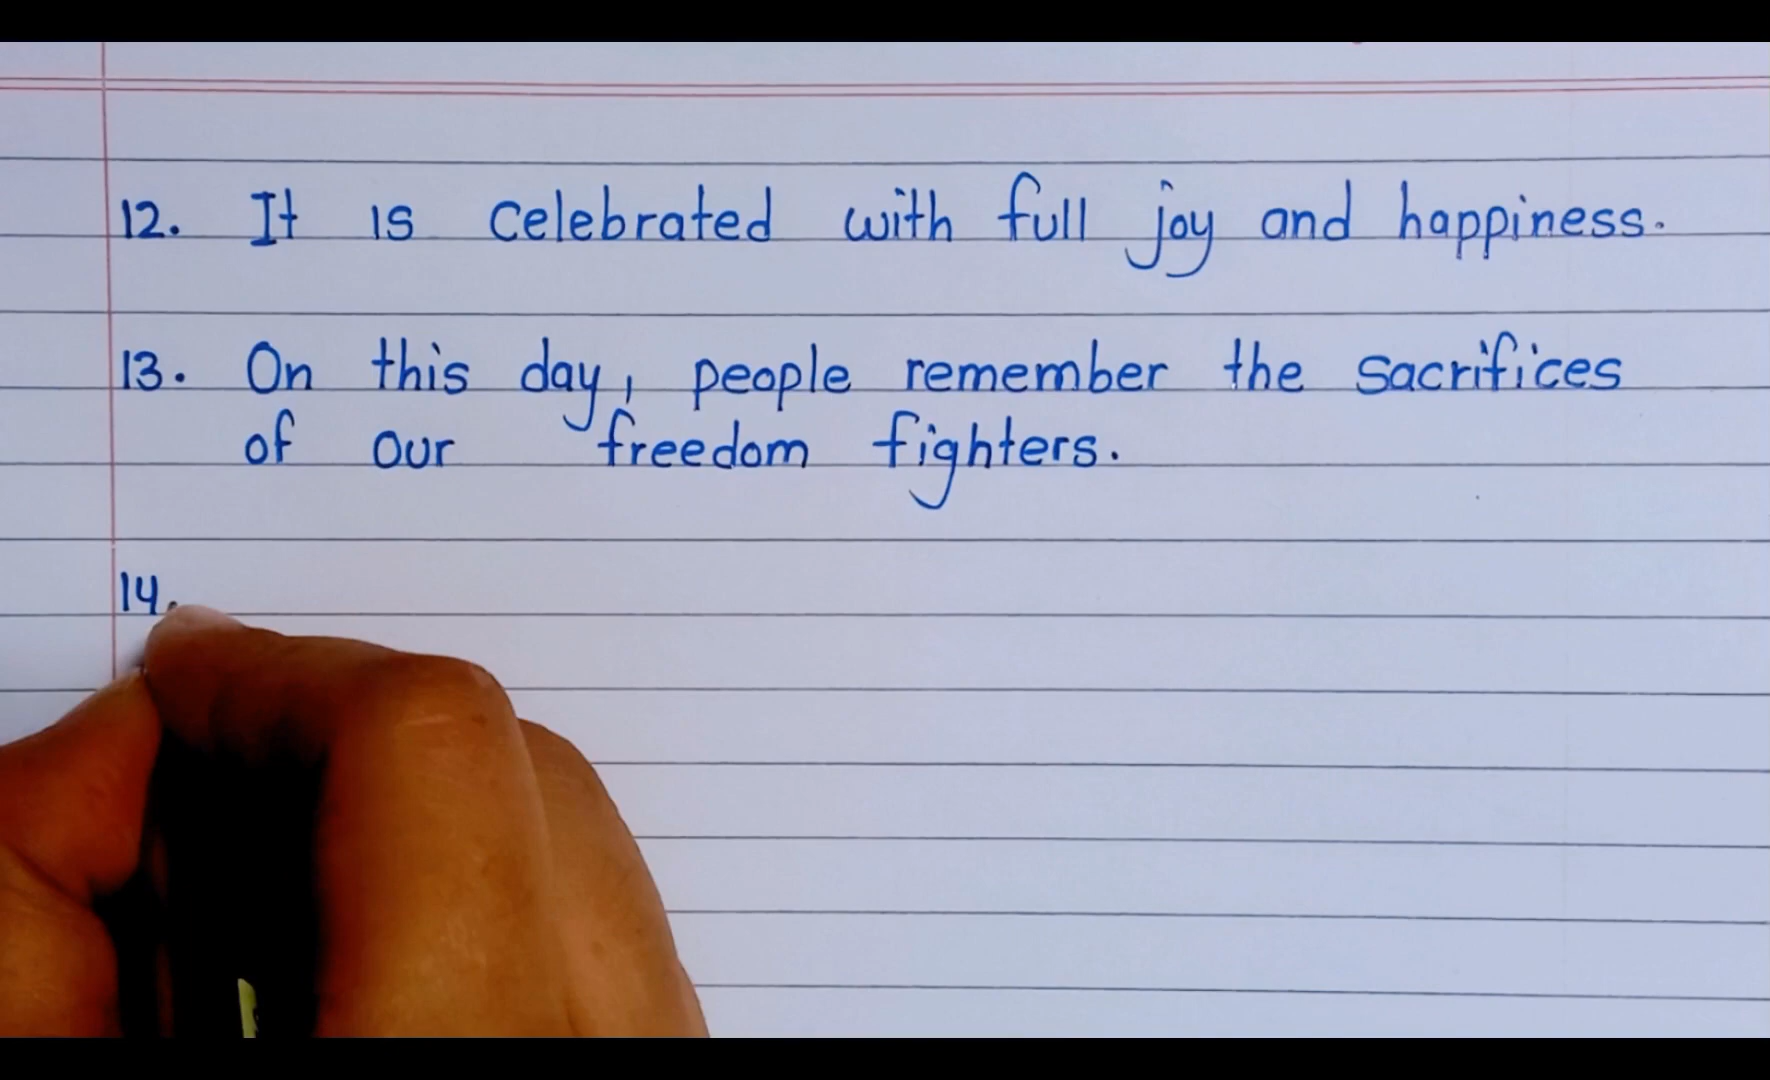 12. It is celebrated with full joy and happiness.
13. On this day, people remember the sacrifices
of our freedom fighters.
14.